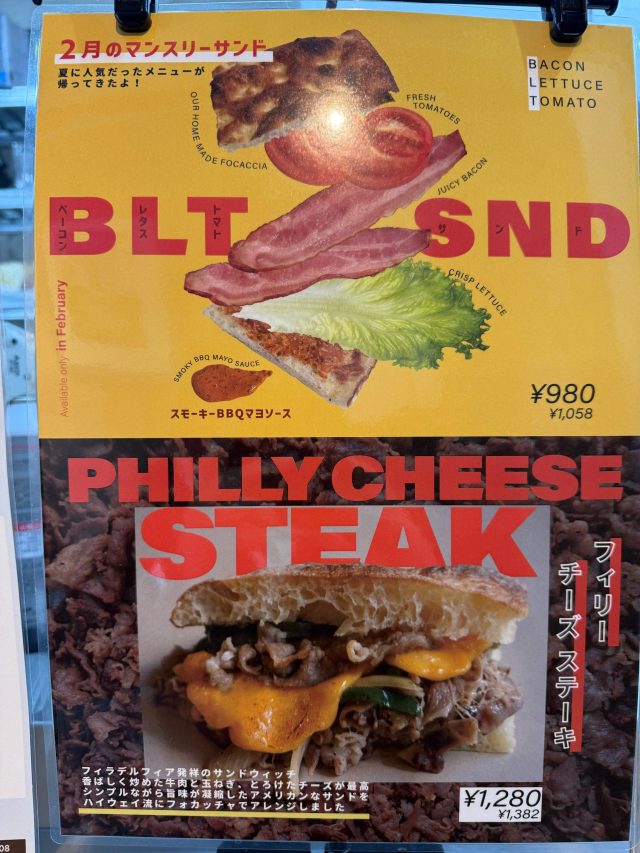 2月のマンスリーサンド
夏に人気だったメニューが
帰ってきたよ！
BACON
LETTUCE
TOMATO
OUR HOME MADE FOCACCIA
FRESH
TOMATOES
JUICY BACON
BLT SND
ベーコン
レタス
トマト
サンド
CRISP LETTUCE
Available only in February
SMOKY BBQ MAYO SAUCE
スモーキーBBQマヨソース
¥980
¥1,058
PHILLY CHEESE
STEAK
フィリー
チーズ ステーキ
フィラデルフィア発祥のサンドウィッチ
香ばしく炒めた牛肉と玉ねぎ、とろけたチーズが最高
シンプルながら旨味が凝縮したアメリカンなサンドを
ハイウェイ流にフォカッチャでアレンジしました
¥1,280
¥1,382
08